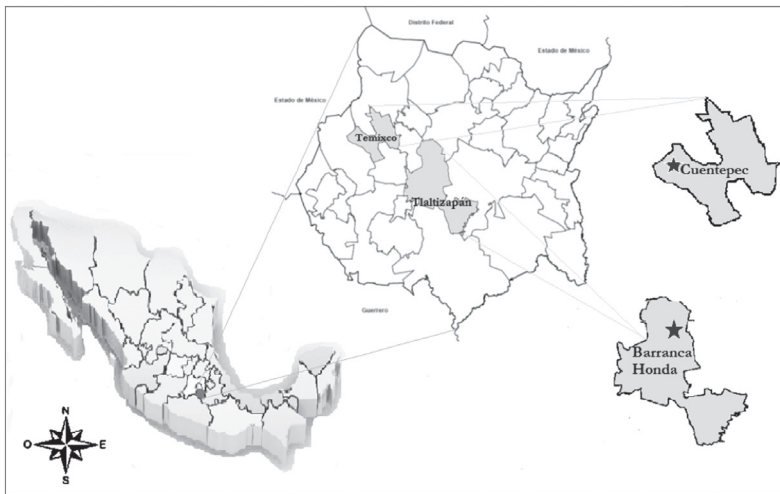 Distrito Federal
Estado de México
Estado de México
Temixco
Cuentepec
Tlaltizapán
Guerrero
Barranca
Honda
N
O E
S